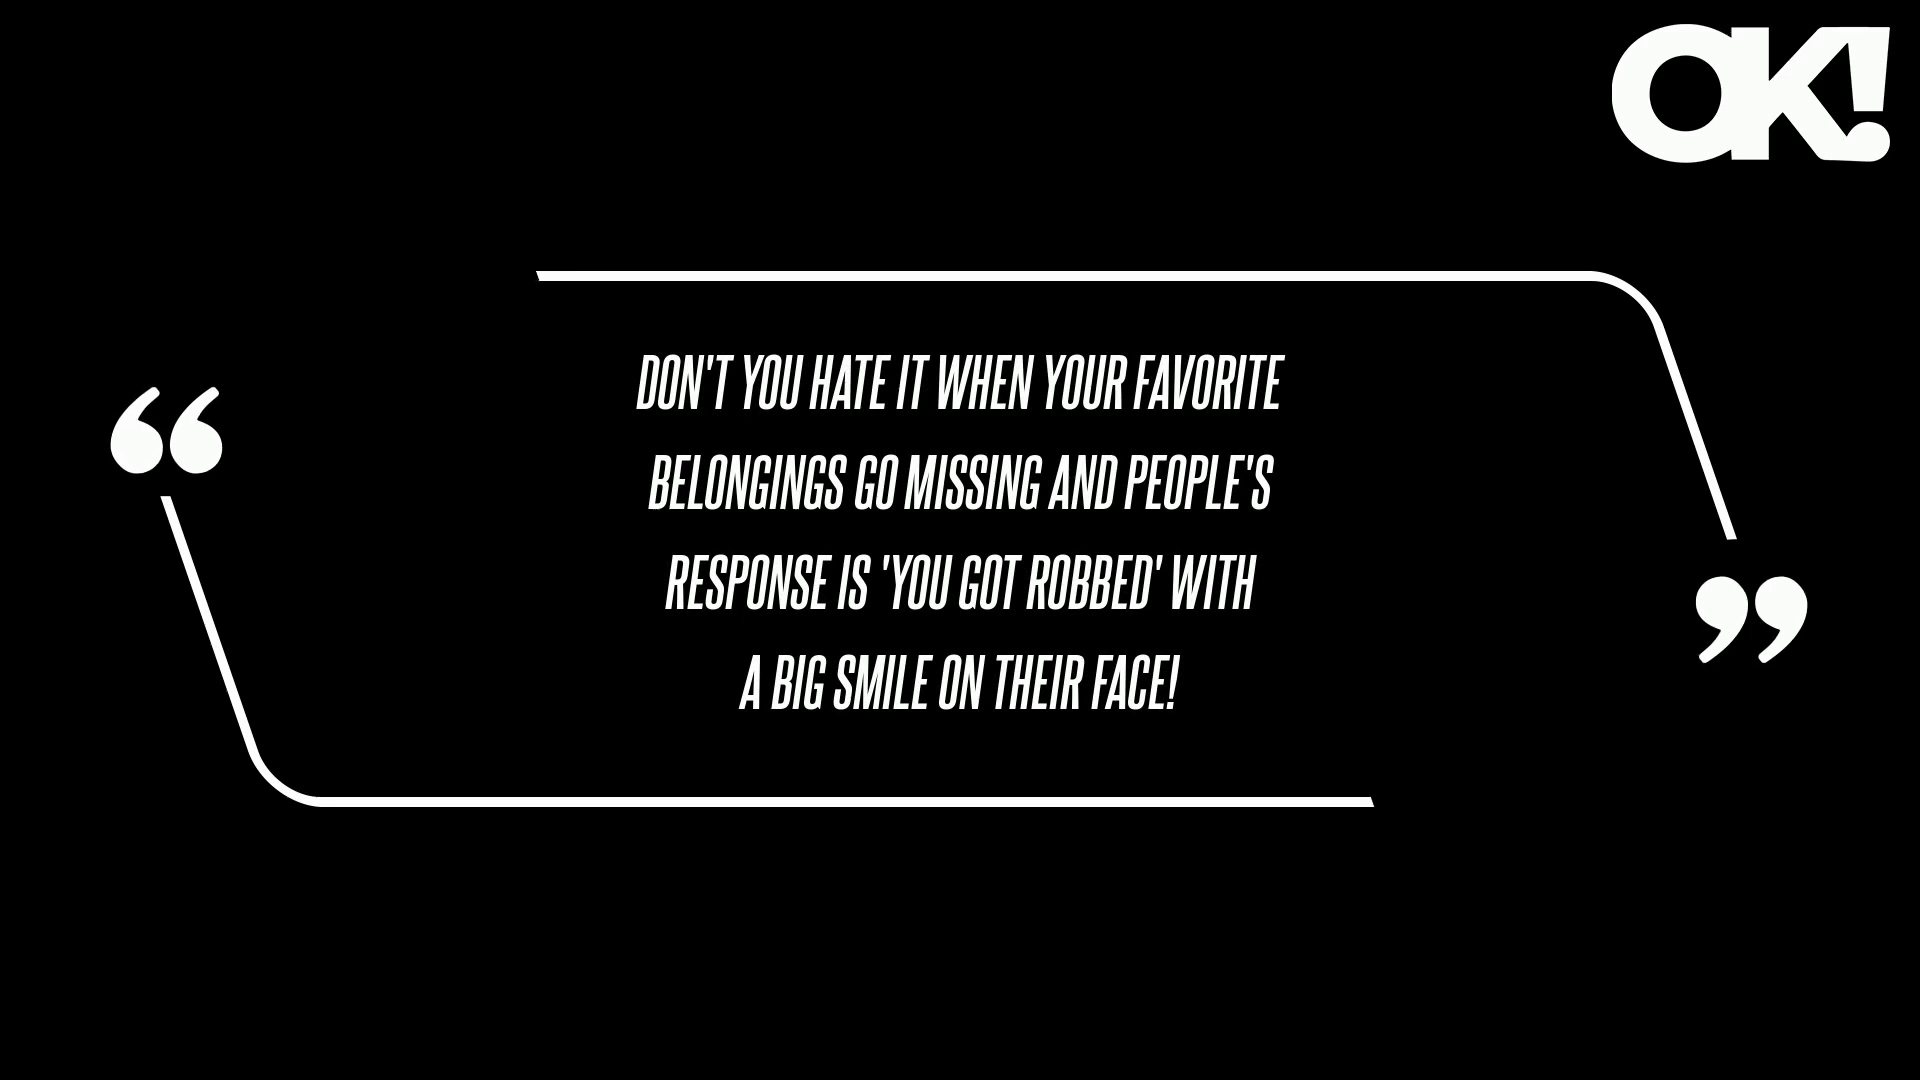 OK!
“
DON'T YOU HATE IT WHEN YOUR FAVORITE
BELONGINGS GO MISSING AND PEOPLE'S
RESPONSE IS 'YOU GOT ROBBED' WITH
A BIG SMILE ON THEIR FACE!
”